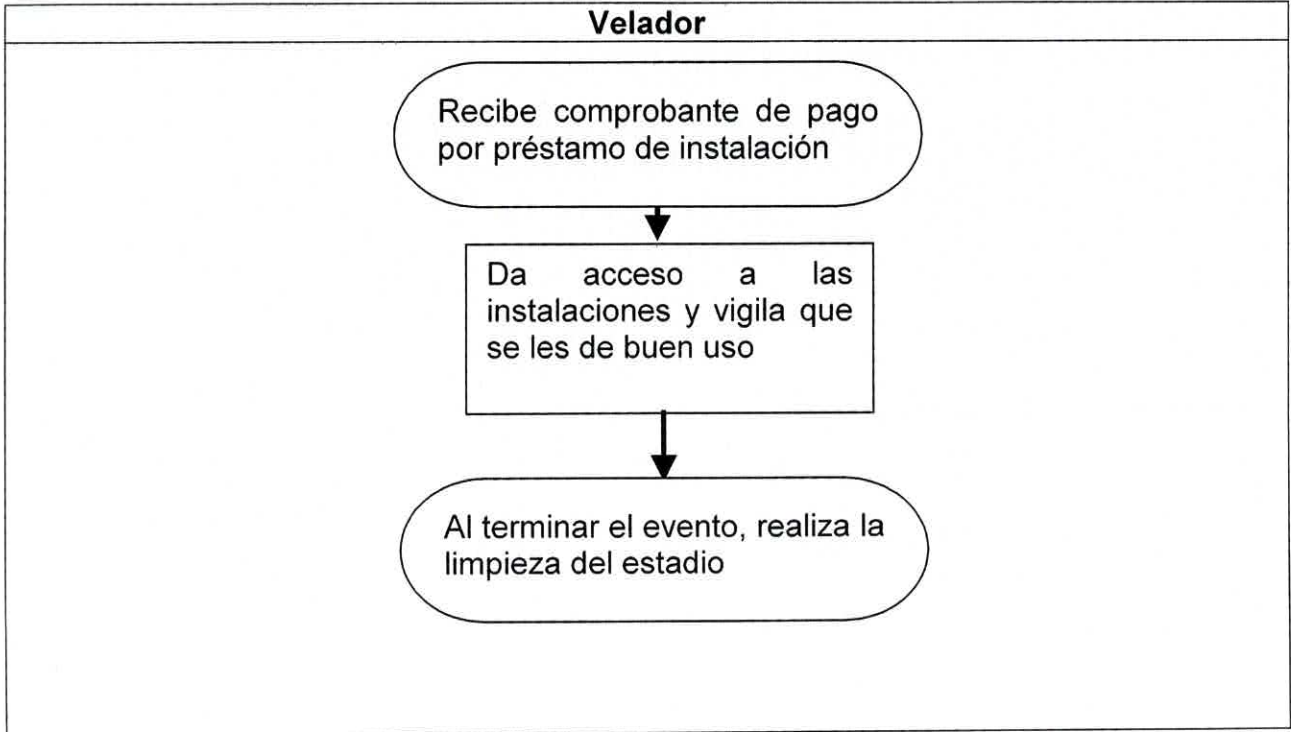 Velador
Recibe comprobante de pago
por préstamo de instalación
Da acceso a las
instalaciones y vigila que
se les de buen uso
Al terminar el evento, realiza la
limpieza del estadio